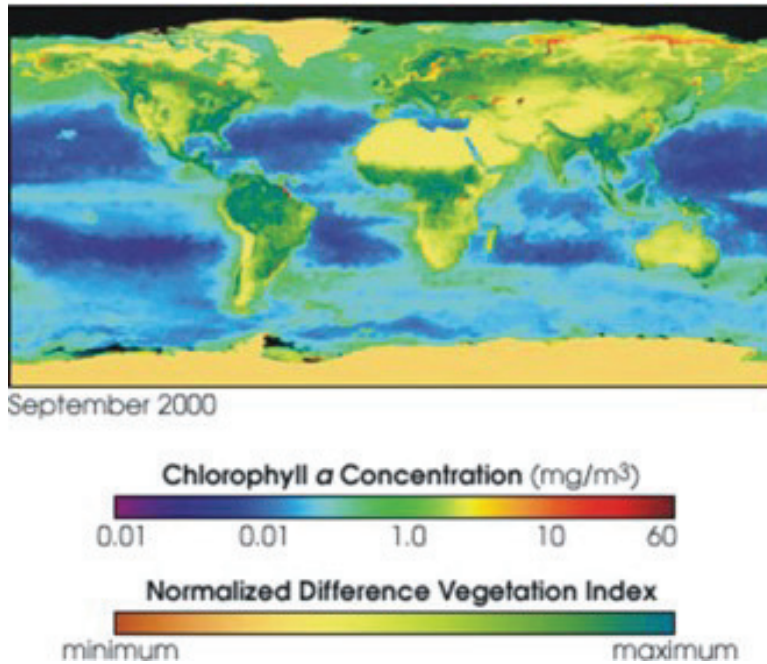 September 2000
Chlorophyll a Concentration (mg/m³)
0.01 0.01 1.0 10 60
Normalized Difference Vegetation Index
minimum maximum